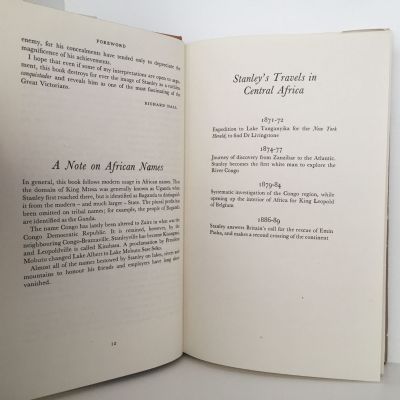 FOREWORD
enemy, for his concealments have tended only to depreciate the
magnificence of his achievements.
I hope that even if some of my interpretations are open to argu-
ment, this book destroys for ever the image of Stanley as a ruthless
conquistador and reveals him as one of the most fascinating of the
Great Victorians.
RICHARD HALL
A Note on African Names
In general, this book follows modern usage in African names. Thus
the domain of King Mtesa was generally known as Uganda when
Stanley first reached there, but is identified as Buganda to distinguish
it from the modern - and much larger - State. The plural prefix has
been omitted on tribal names; for example, the people of Buganda
are identified as the Ganda.
The name Congo has lately been altered to Zaire in what was the
Congo Democratic Republic. It is retained, however, by its
neighbouring Congo-Brazzaville. Stanleyville has become Kisangani
and Leopoldville is called Kinshasa. A proclamation by President
Mobutu changed Lake Albert to Lake Mobutu Sese Seko.
Almost all of the names bestowed by Stanley on lakes, rivers and
mountains to honour his friends and employers have long since
vanished.
12
Stanley's Travels in
Central Africa
1871-72
Expedition to Lake Tanganyika for the New York
Herald, to find Dr Livingstone
1874-77
Journey of discovery from Zanzibar to the Atlantic.
Stanley becomes the first white man to explore the
River Congo
1879-84
Systematic investigation of the Congo region, while
opening up the interior of Africa for King Leopold
of Belgium
1886-89
Stanley answers Britain's call for the rescue of Emin
Pasha, and makes a second crossing of the continent